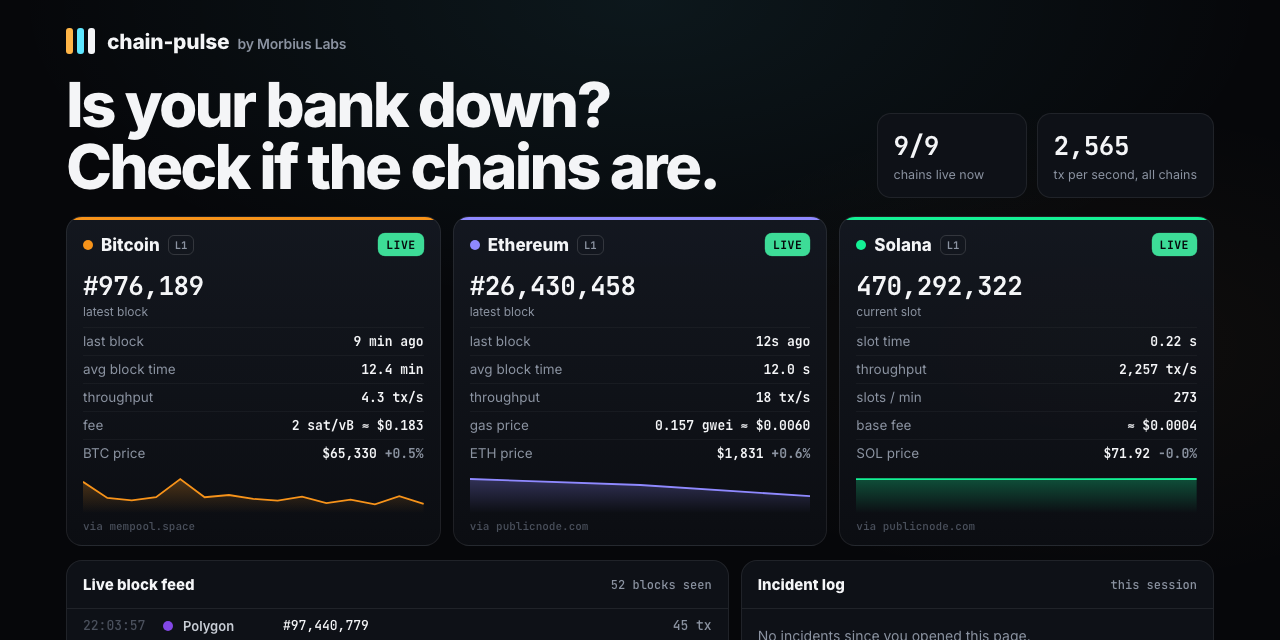 chain-pulse by Morbius Labs
Is your bank down?
Check if the chains are.
9/9
chains live now
2,565
tx per second, all chains
Bitcoin L1 LIVE
#976,189
latest block
last block 9 min ago
avg block time 12.4 min
throughput 4.3 tx/s
fee 2 sat/vB ≈ $0.183
BTC price $65,330 +0.5%
via mempool.space
Ethereum L1 LIVE
#26,430,458
latest block
last block 12s ago
avg block time 12.0 s
throughput 18 tx/s
gas price 0.157 gwei ≈ $0.0060
ETH price $1,831 +0.6%
via publicnode.com
Solana L1 LIVE
470,292,322
current slot
slot time 0.22 s
throughput 2,257 tx/s
slots / min 273
base fee ≈ $0.0004
SOL price $71.92 -0.0%
via publicnode.com
Live block feed 52 blocks seen
22:03:57 Polygon #97,440,779 45 tx
Incident log this session
No incidents since you opened this page.